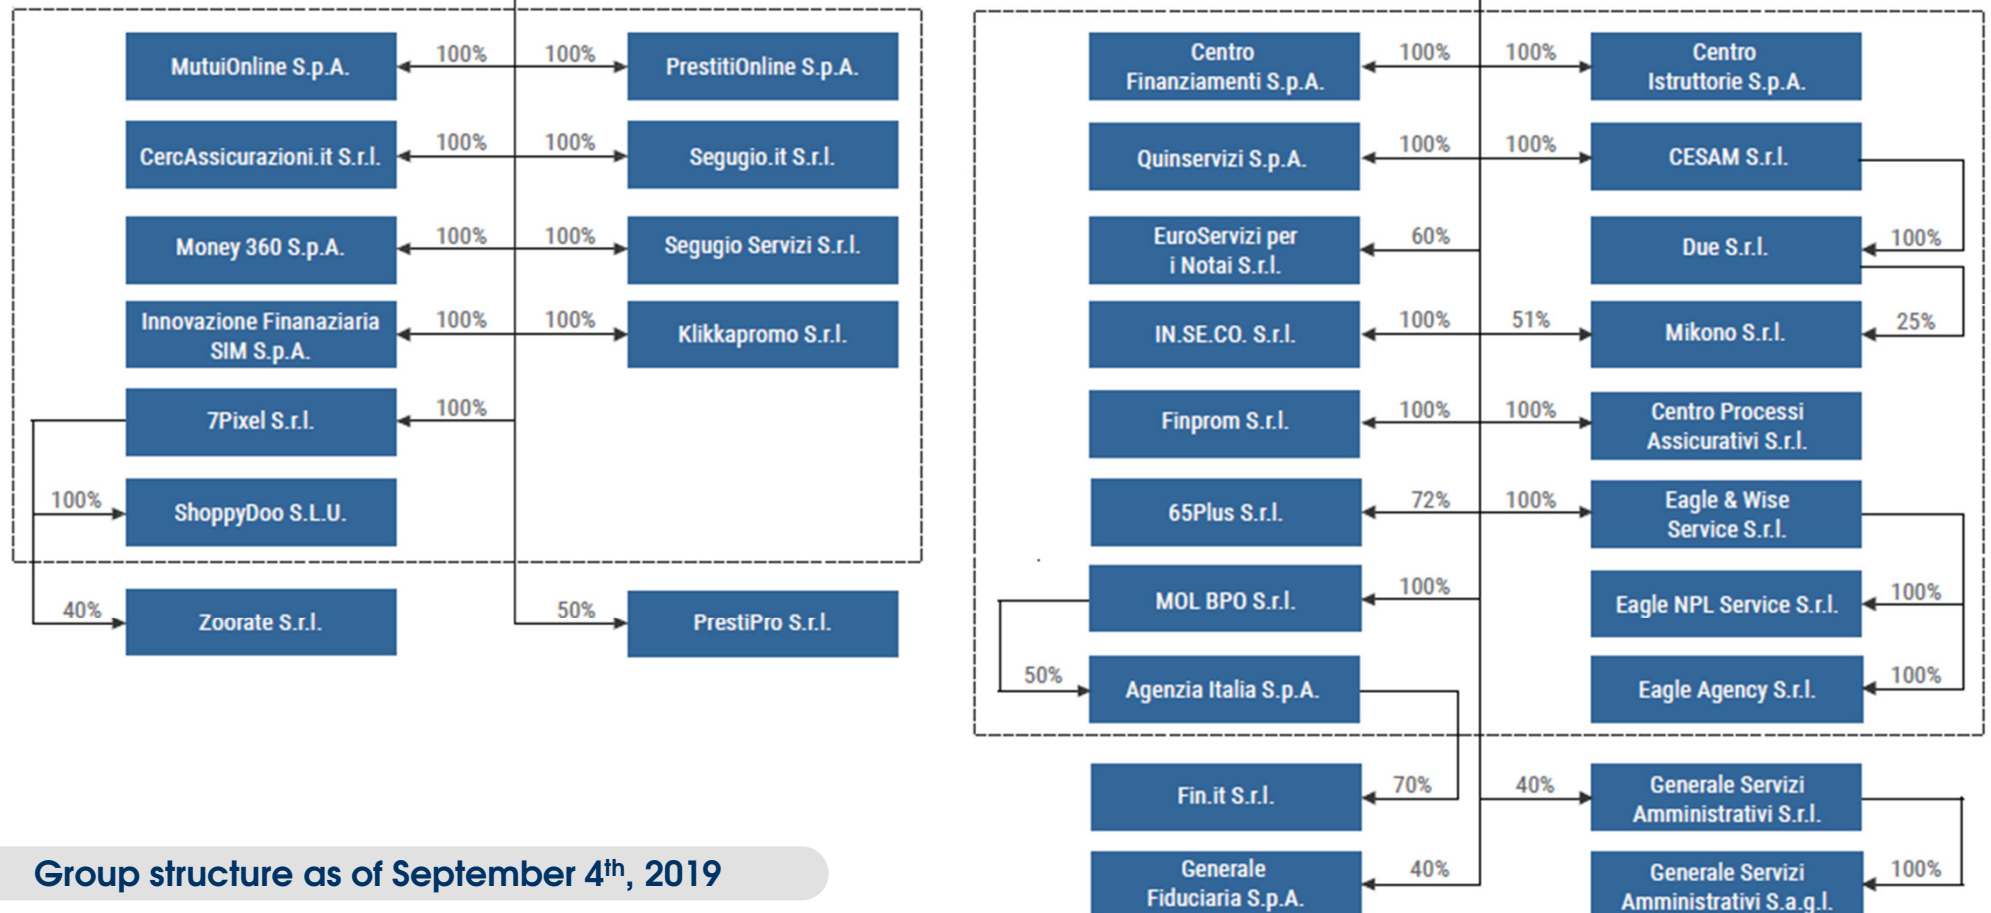 MutuiOnline S.p.A.
100%
100%
PrestitiOnline S.p.A.
CercAssicurazioni.it S.r.l.
100%
100%
Segugio.it S.r.l.
Money 360 S.p.A.
100%
100%
Segugio Servizi S.r.l.
Innovazione Finanaziaria
SIM S.p.A.
100%
100%
Klikkapromo S.r.l.
7Pixel S.r.l.
100%
100%
ShoppyDoo S.L.U.
40%
Zoorate S.r.l.
50%
PrestiPro S.r.l.
Centro
Finanziamenti S.p.A.
100%
100%
Centro
Istruttorie S.p.A.
Quinservizi S.p.A.
100%
100%
CESAM S.r.l.
EuroServizi per
i Notai S.r.l.
60%
Due S.r.l.
100%
IN.SE.CO. S.r.l.
100%
51%
Mikono S.r.l.
25%
Finprom S.r.l.
100%
100%
Centro Processi
Assicurativi S.r.l.
65Plus S.r.l.
72%
100%
Eagle & Wise
Service S.r.l.
MOL BPO S.r.l.
100%
Eagle NPL Service S.r.l.
100%
50%
Agenzia Italia S.p.A.
Eagle Agency S.r.l.
100%
Fin.it S.r.l.
70%
40%
Generale Servizi
Amministrativi S.r.l.
Generale
Fiduciaria S.p.A.
40%
Generale Servizi
Amministrativi S.a.g.l.
100%
Group structure as of September 4th, 2019